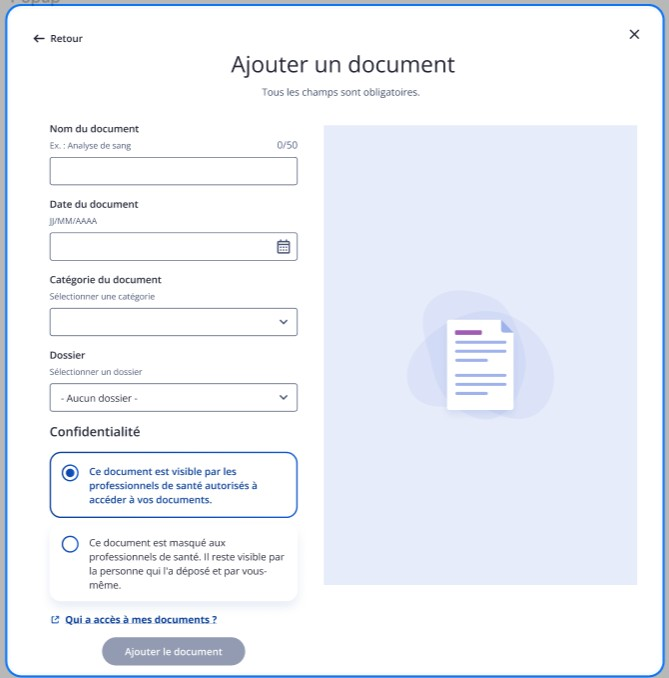 Popup
Retour
Ajouter un document
Tous les champs sont obligatoires.
Nom du document
Ex. : Analyse de sang 0/50
Date du document
JJ/MM/AAAA
Catégorie du document
Sélectionner une catégorie
Dossier
Sélectionner un dossier
- Aucun dossier -
Confidentialité
Ce document est visible par les
professionnels de santé autorisés à
accéder à vos documents.
Ce document est masqué aux
professionnels de santé. Il reste visible par
la personne qui l'a déposé et par vous-
même.
Qui a accès à mes documents ?
Ajouter le document